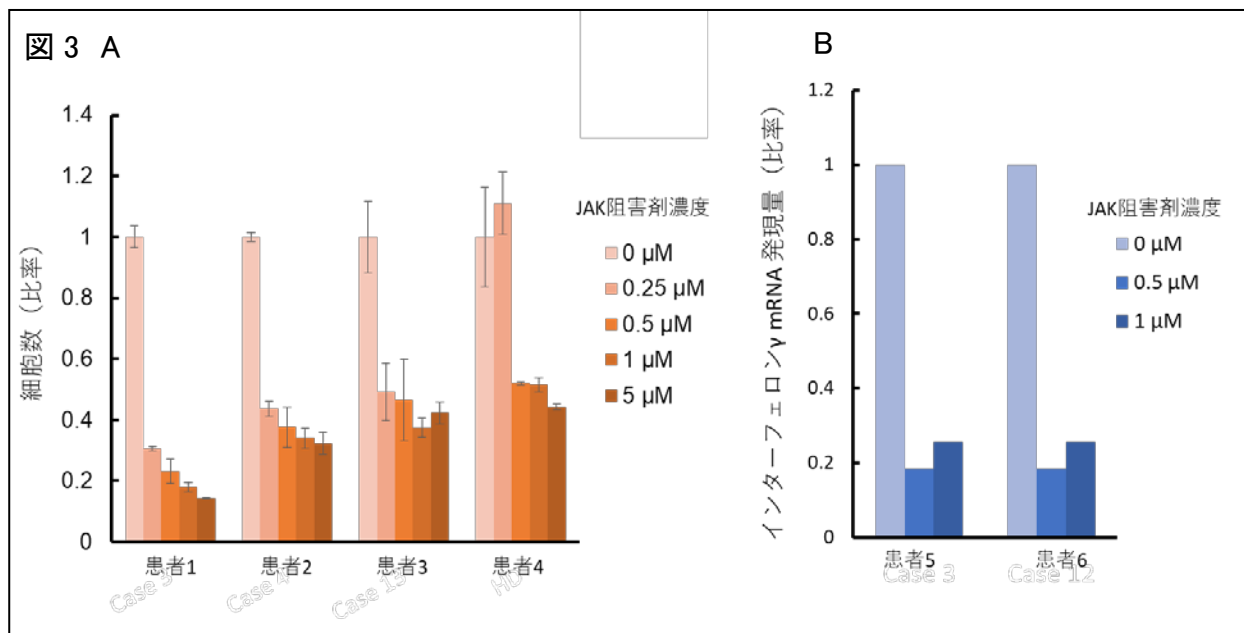 図 3 A
1.4
1.2
1
0.8
0.6
0.4
0.2
0
細胞数（比率）
患者1
患者2
患者3
患者4
Case 3
Case 4
Case 13
JAK阻害剤濃度
0 μM
0.25 μM
0.5 μM
1 μM
5 μM
B
1.2
1
0.8
0.6
0.4
0.2
0
インターフェロンγ mRNA 発現量（比率）
患者5
患者6
Case 3
Case 12
JAK阻害剤濃度
0 μM
0.5 μM
1 μM